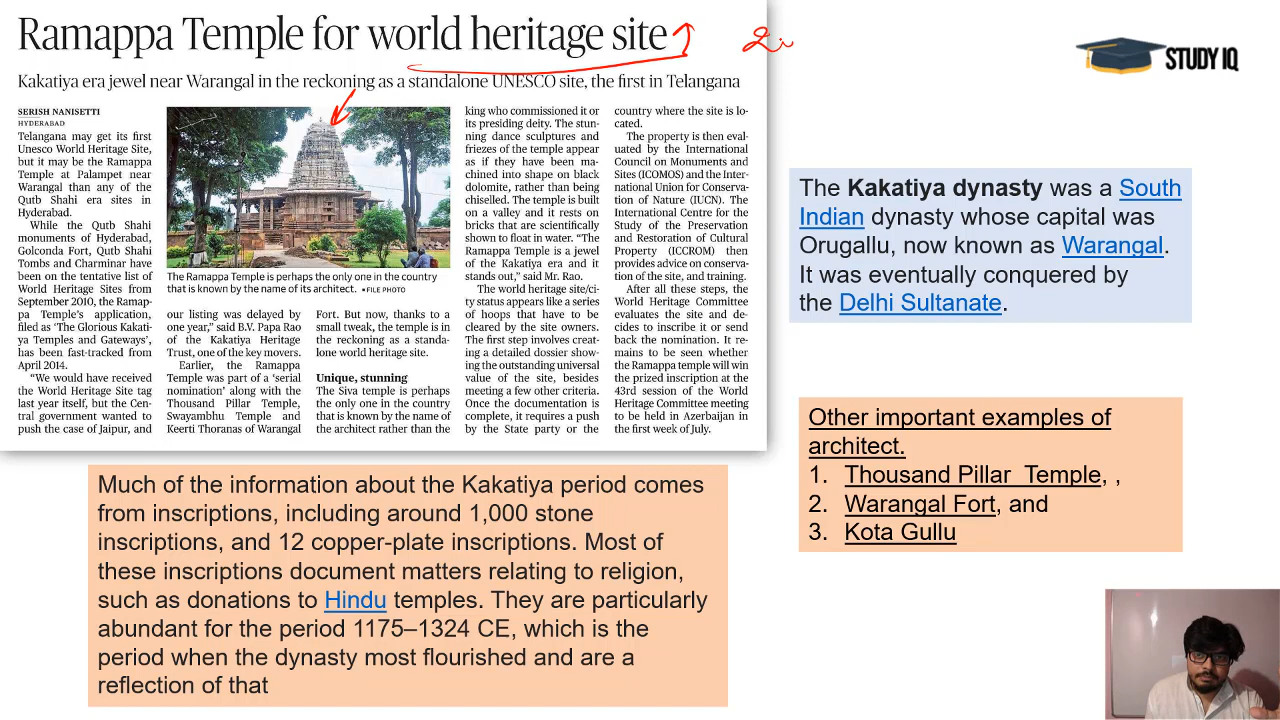 Ramappa Temple for world heritage site
Kakatiya era jewel near Warangal in the reckoning as a standalone UNESCO site, the first in Telangana
SERISH NANISETTI
HYDERABAD
Telangana may get its first
Unesco World Heritage Site,
but it may be the Ramappa
Temple at Palampet near
Warangal than any of the
Qutb Shahi era sites in
Hyderabad.
While the Qutb Shahi
monuments of Hyderabad,
Golconda Fort, Qutb Shahi
Tombs and Charminar have
been on the tentative list of
World Heritage Sites from
September 2010, the Ramap-
pa Temple's application,
filed as 'The Glorious Kakati-
ya Temples and Gateways',
has been fast-tracked from
April 2014.
"We would have received
the World Heritage Site tag
last year itself, but the Cen-
tral government wanted to
push the case of Jaipur, and
The Ramappa Temple is perhaps the only one in the country
that is known by the name of its architect. •FILE PHOTO
our listing was delayed by
one year," said B.V. Papa Rao
of the Kakatiya Heritage
Trust, one of the key movers.
Earlier, the Ramappa
Temple was part of a 'serial
nomination' along with the
Thousand Pillar Temple,
Swayambhu Temple and
Keerti Thoranas of Warangal
Fort. But now, thanks to a
small tweak, the temple is in
the reckoning as a standa-
lone world heritage site.
Unique, stunning
The Siva temple is perhaps
the only one in the country
that is known by the name of
the architect rather than the
king who commissioned it or
its presiding deity. The stun-
ning dance sculptures and
friezes of the temple appear
as if they have been ma-
chined into shape on black
dolomite, rather than being
chiselled. The temple is built
on a valley and it rests on
bricks that are scientifically
shown to float in water. "The
Ramappa Temple is a jewel
of the Kakatiya era and it
stands out," said Mr. Rao.
The world heritage site/ci-
ty status appears like a series
of hoops that have to be
cleared by the site owners.
The first step involves creat-
ing a detailed dossier show-
ing the outstanding universal
value of the site, besides
meeting a few other criteria.
Once the documentation is
complete, it requires a push
by the State party or the
country where the site is lo-
cated.
The property is then eval-
uated by the International
Council on Monuments and
Sites (ICOMOS) and the Inter-
national Union for Conserva-
tion of Nature (IUCN). The
International Centre for the
Study of the Preservation
and Restoration of Cultural
Property (ICCROM) then
provides advice on conserva-
tion of the site, and training.
After all these steps, the
World Heritage Committee
evaluates the site and de-
cides to inscribe it or send
back the nomination. It re-
mains to be seen whether
the Ramappa temple will win
the prized inscription at the
43rd session of the World
Heritage Committee meeting
to be held in Azerbaijan in
the first week of July.
STUDY IQ
The Kakatiya dynasty was a South
Indian dynasty whose capital was
Orugallu, now known as Warangal.
It was eventually conquered by
the Delhi Sultanate.
Other important examples of
architect.
1. Thousand Pillar Temple, ,
2. Warangal Fort, and
3. Kota Gullu
Much of the information about the Kakatiya period comes
from inscriptions, including around 1,000 stone
inscriptions, and 12 copper-plate inscriptions. Most of
these inscriptions document matters relating to religion,
such as donations to Hindu temples. They are particularly
abundant for the period 1175–1324 CE, which is the
period when the dynasty most flourished and are a
reflection of that